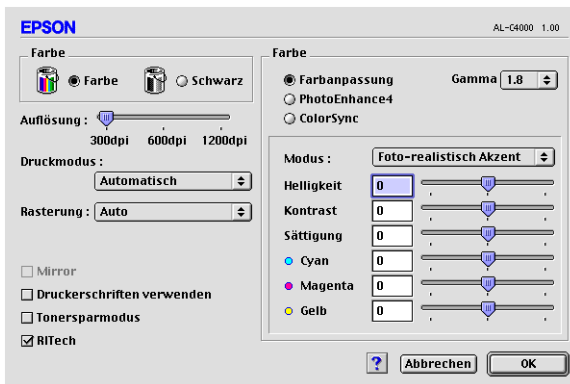 EPSON
AL-C4000 1.00
Farbe
Farbe
Schwarz
Auflösung :
300dpi 600dpi 1200dpi
Druckmodus :
Automatisch
Rasterung : Auto
Mirror
Druckerschriften verwenden
Tonersparmodus
RITech
Farbe
Farbanpassung
Gamma 1.8
PhotoEnhance4
ColorSync
Modus : Foto-realistisch Akzent
Helligkeit 0
Kontrast 0
Sättigung 0
Cyan 0
Magenta 0
Gelb 0
? Abbrechen OK